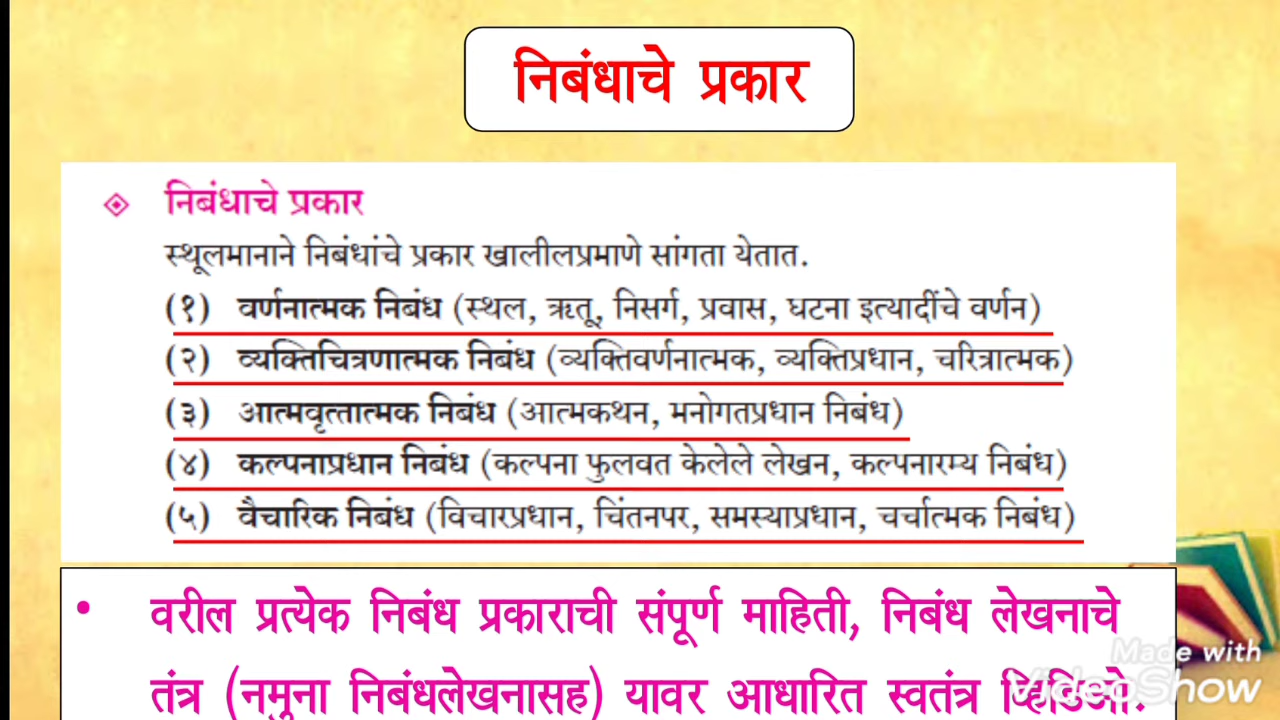 निबंधाचे प्रकार
निबंधाचे प्रकार
स्थूलमानाने निबंधांचे प्रकार खालीलप्रमाणे सांगता येतात.
(१) वर्णनात्मक निबंध (स्थल, ऋतू, निसर्ग, प्रवास, घटना इत्यादींचे वर्णन)
(२) व्यक्तिचित्रणात्मक निबंध (व्यक्तिवर्णनात्मक, व्यक्तिप्रधान, चरित्रात्मक)
(३) आत्मवृत्तात्मक निबंध (आत्मकथन, मनोगतप्रधान निबंध)
(४) कल्पनाप्रधान निबंध (कल्पना फुलवत केलेले लेखन, कल्पनारम्य निबंध)
(५) वैचारिक निबंध (विचारप्रधान, चिंतनपर, समस्याप्रधान, चर्चात्मक निबंध)
• वरील प्रत्येक निबंध प्रकाराची संपूर्ण माहिती, निबंध लेखनाचे
तंत्र (नमुना निबंधलेखनासह) यावर आधारित स्वतंत्र व्हिडिओ.
Made with
VideoShow